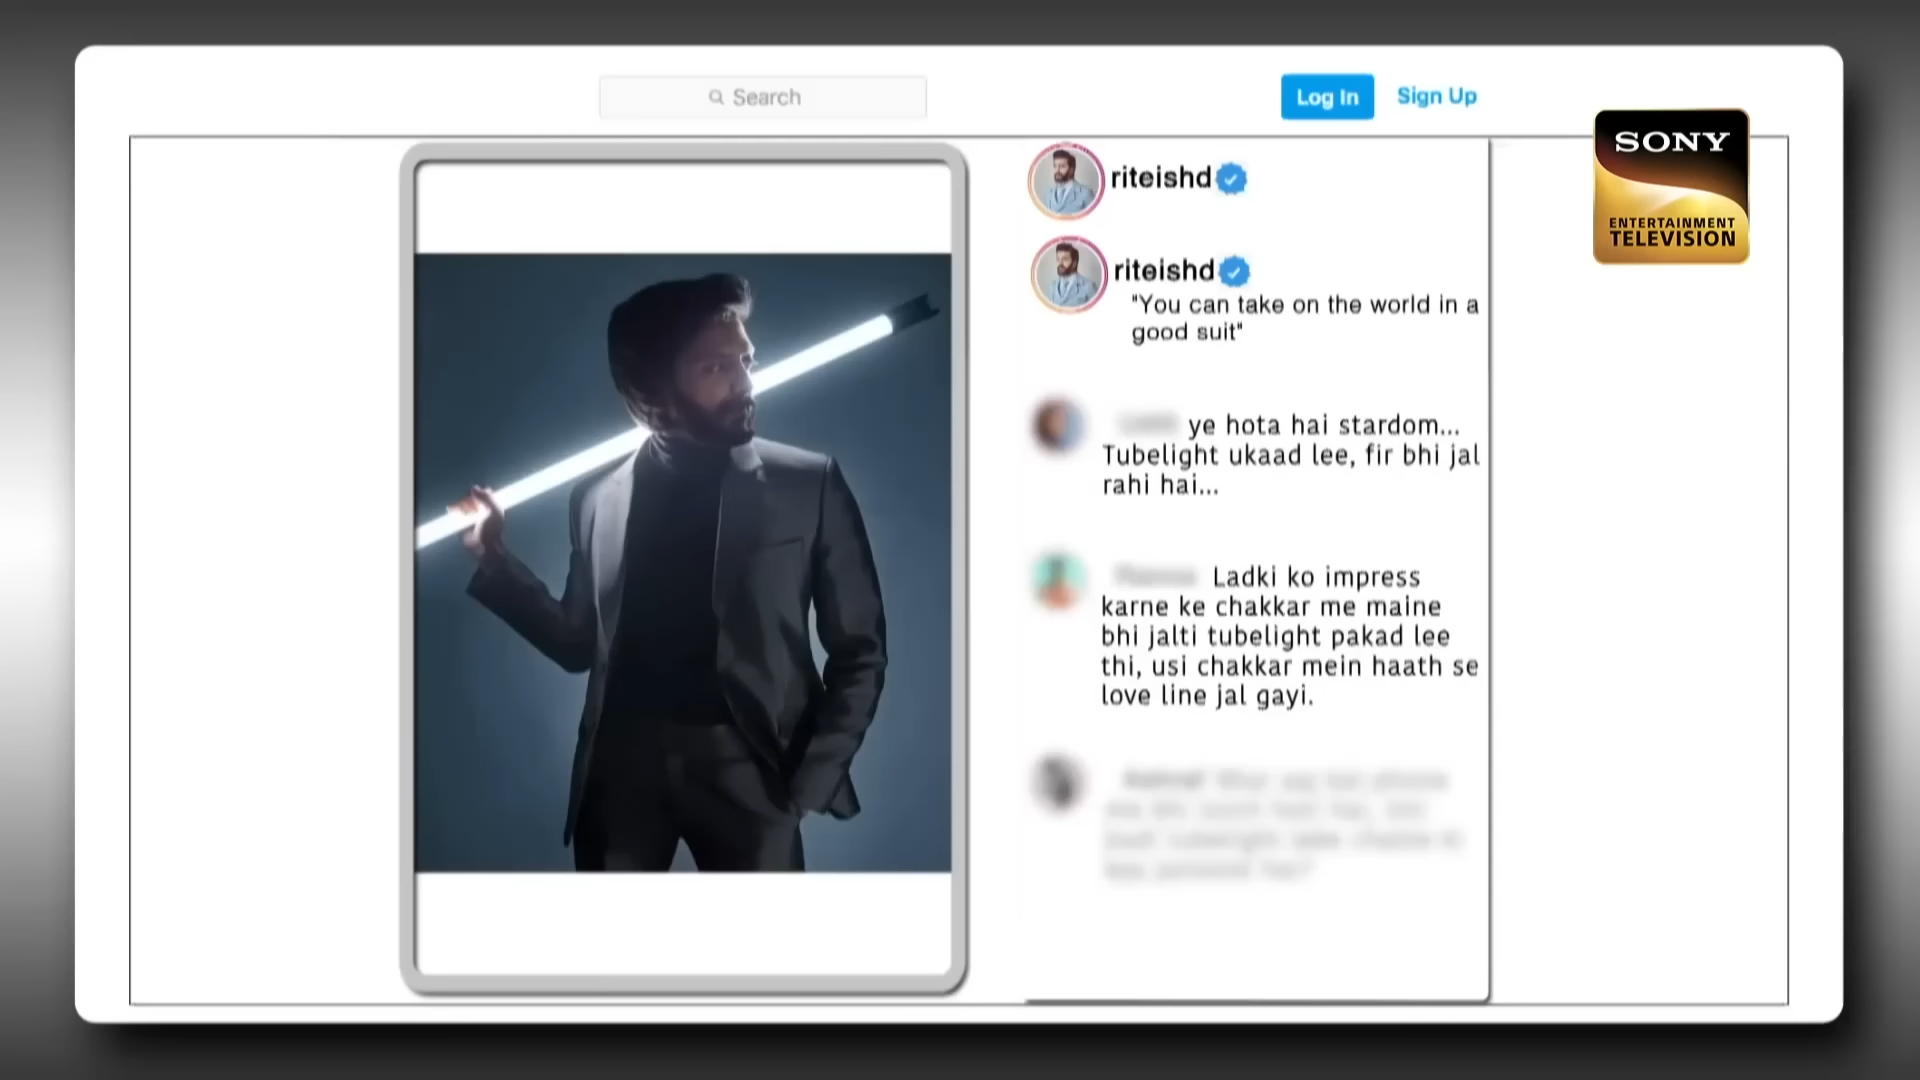 Search
Log In
Sign Up
SONY
ENTERTAINMENT
TELEVISION
riteishd
riteishd
"You can take on the world in a
good suit"
ye hota hai stardom...
Tubelight ukaad lee, fir bhi jal
rahi hai...
Ladki ko impress
karne ke chakkar me maine
bhi jalti tubelight pakad lee
thi, usi chakkar mein haath se
love line jal gayi.